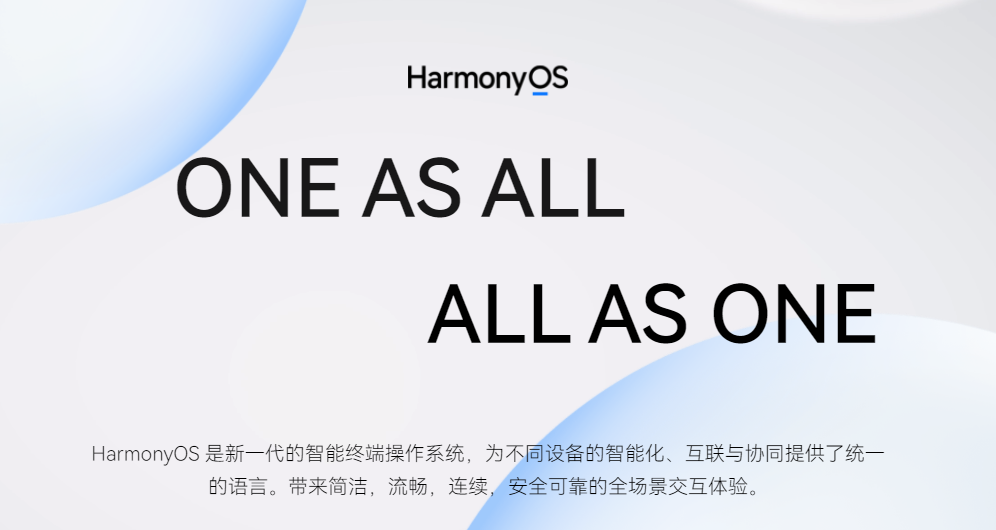 HarmonyOS
ONE AS ALL
ALL AS ONE
HarmonyOS 是新一代的智能终端操作系统，为不同设备的智能化、互联与协同提供了统一
的语言。带来简洁，流畅，连续，安全可靠的全场景交互体验。